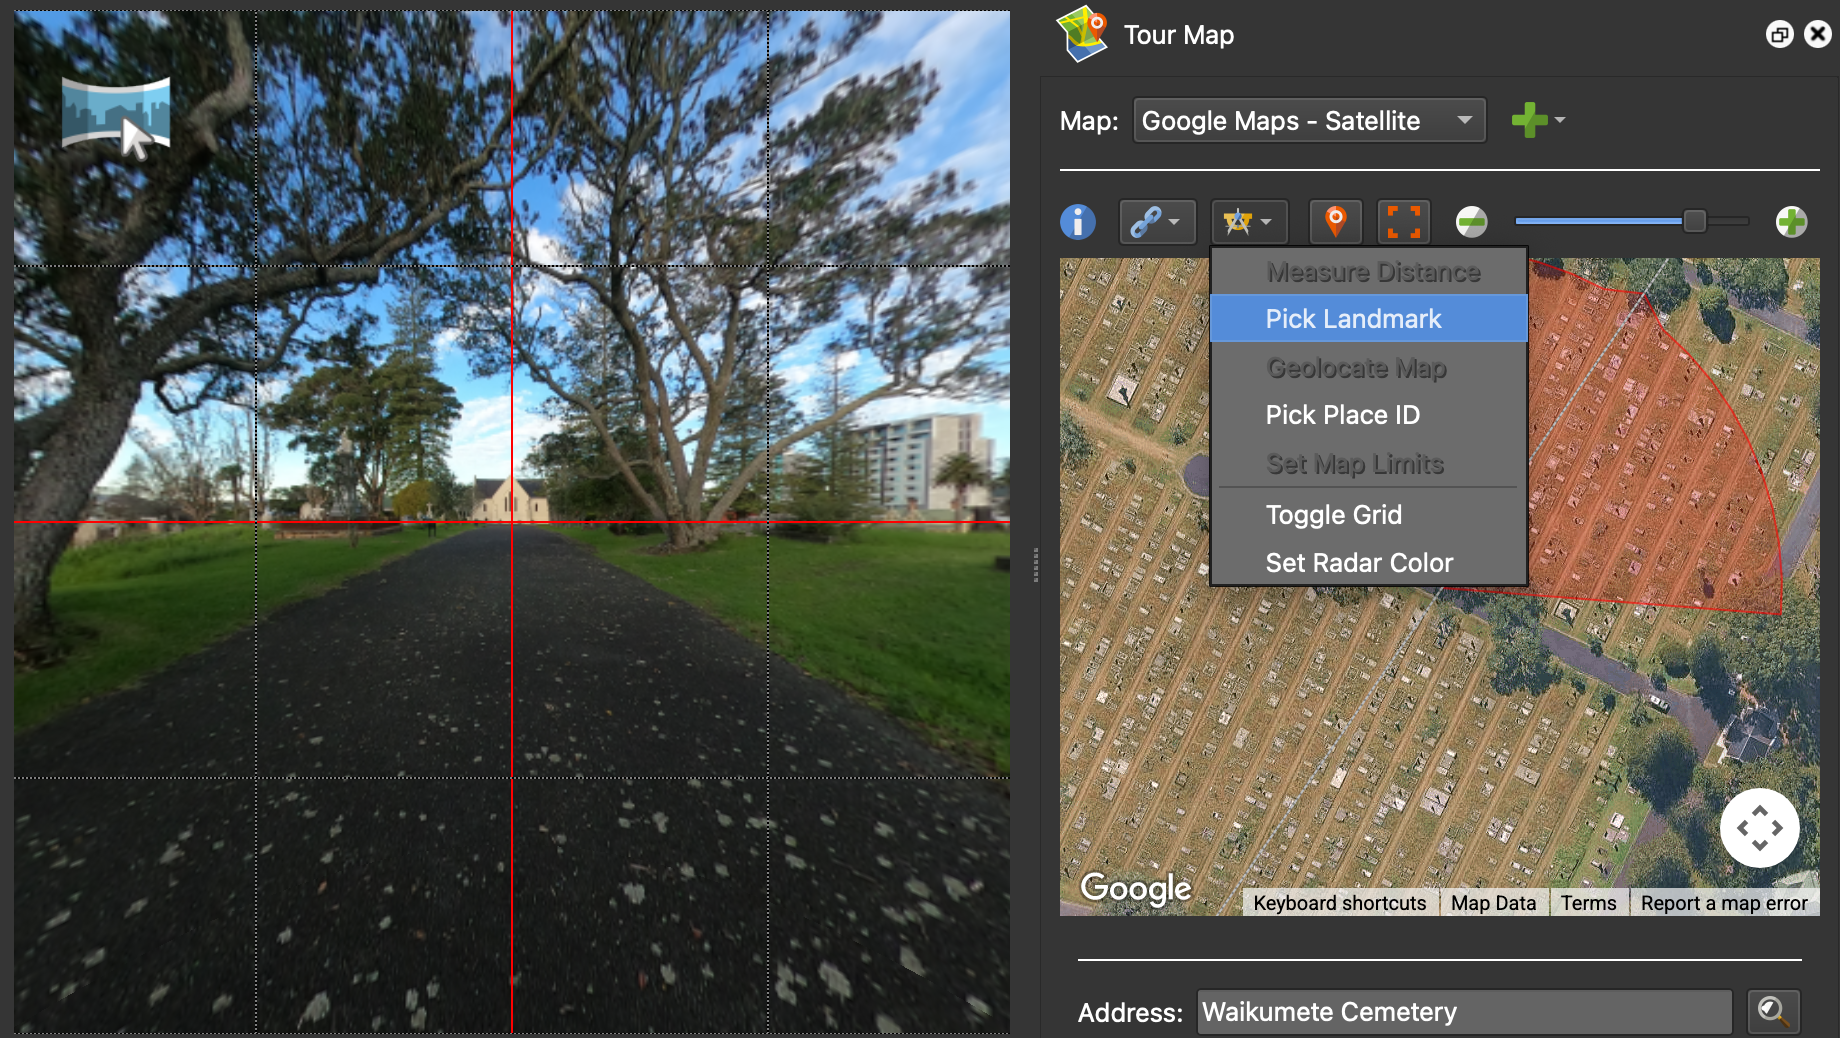 Tour Map
Map: Google Maps - Satellite
Measure Distance
Pick Landmark
Geolocate Map
Pick Place ID
Set Map Limits
Toggle Grid
Set Radar Color
Google
Keyboard shortcuts Map Data Terms Report a map error
Address: Waikumete Cemetery